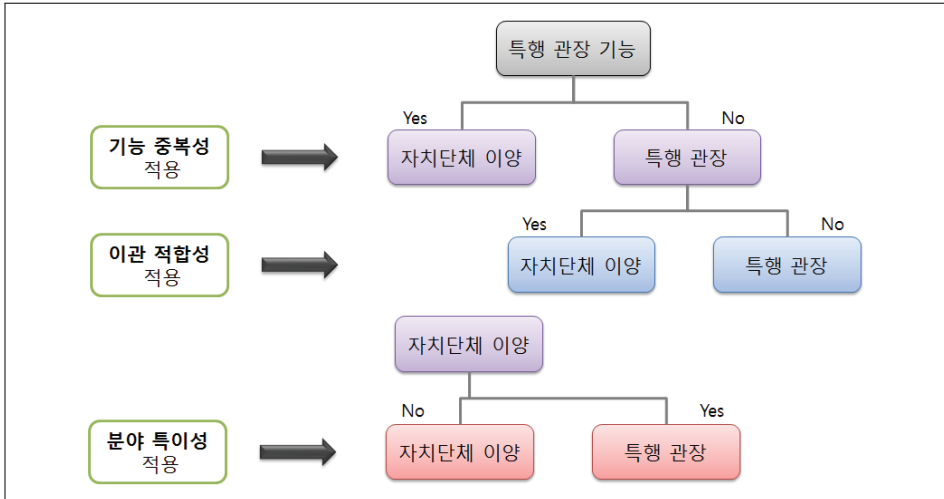 특행 관장 기능
Yes
No
기능 중복성
적용
자치단체 이양
특행 관장
Yes
No
이관 적합성
적용
자치단체 이양
특행 관장
자치단체 이양
No
Yes
분야 특이성
적용
자치단체 이양
특행 관장